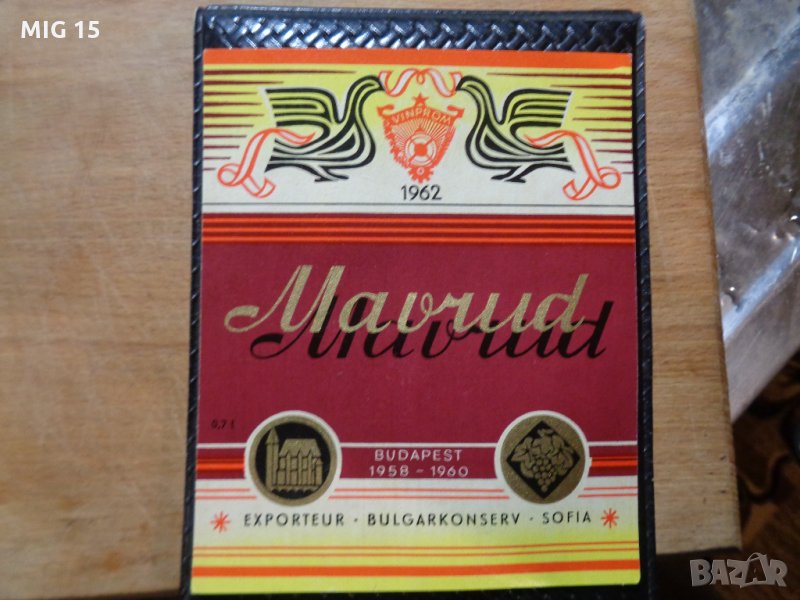 MIG 15
VINPROM
1962
Mavrud
0,7 l
BUDAPEST
1958 - 1960
* EXPORTEUR · BULGARKONSERV · SOFIA *
BAZAR